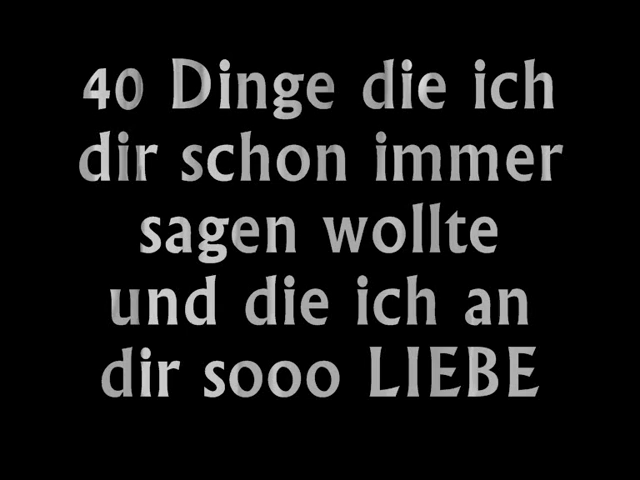 40 Dinge die ich
dir schon immer
sagen wollte
und die ich an
dir sooo LIEBE